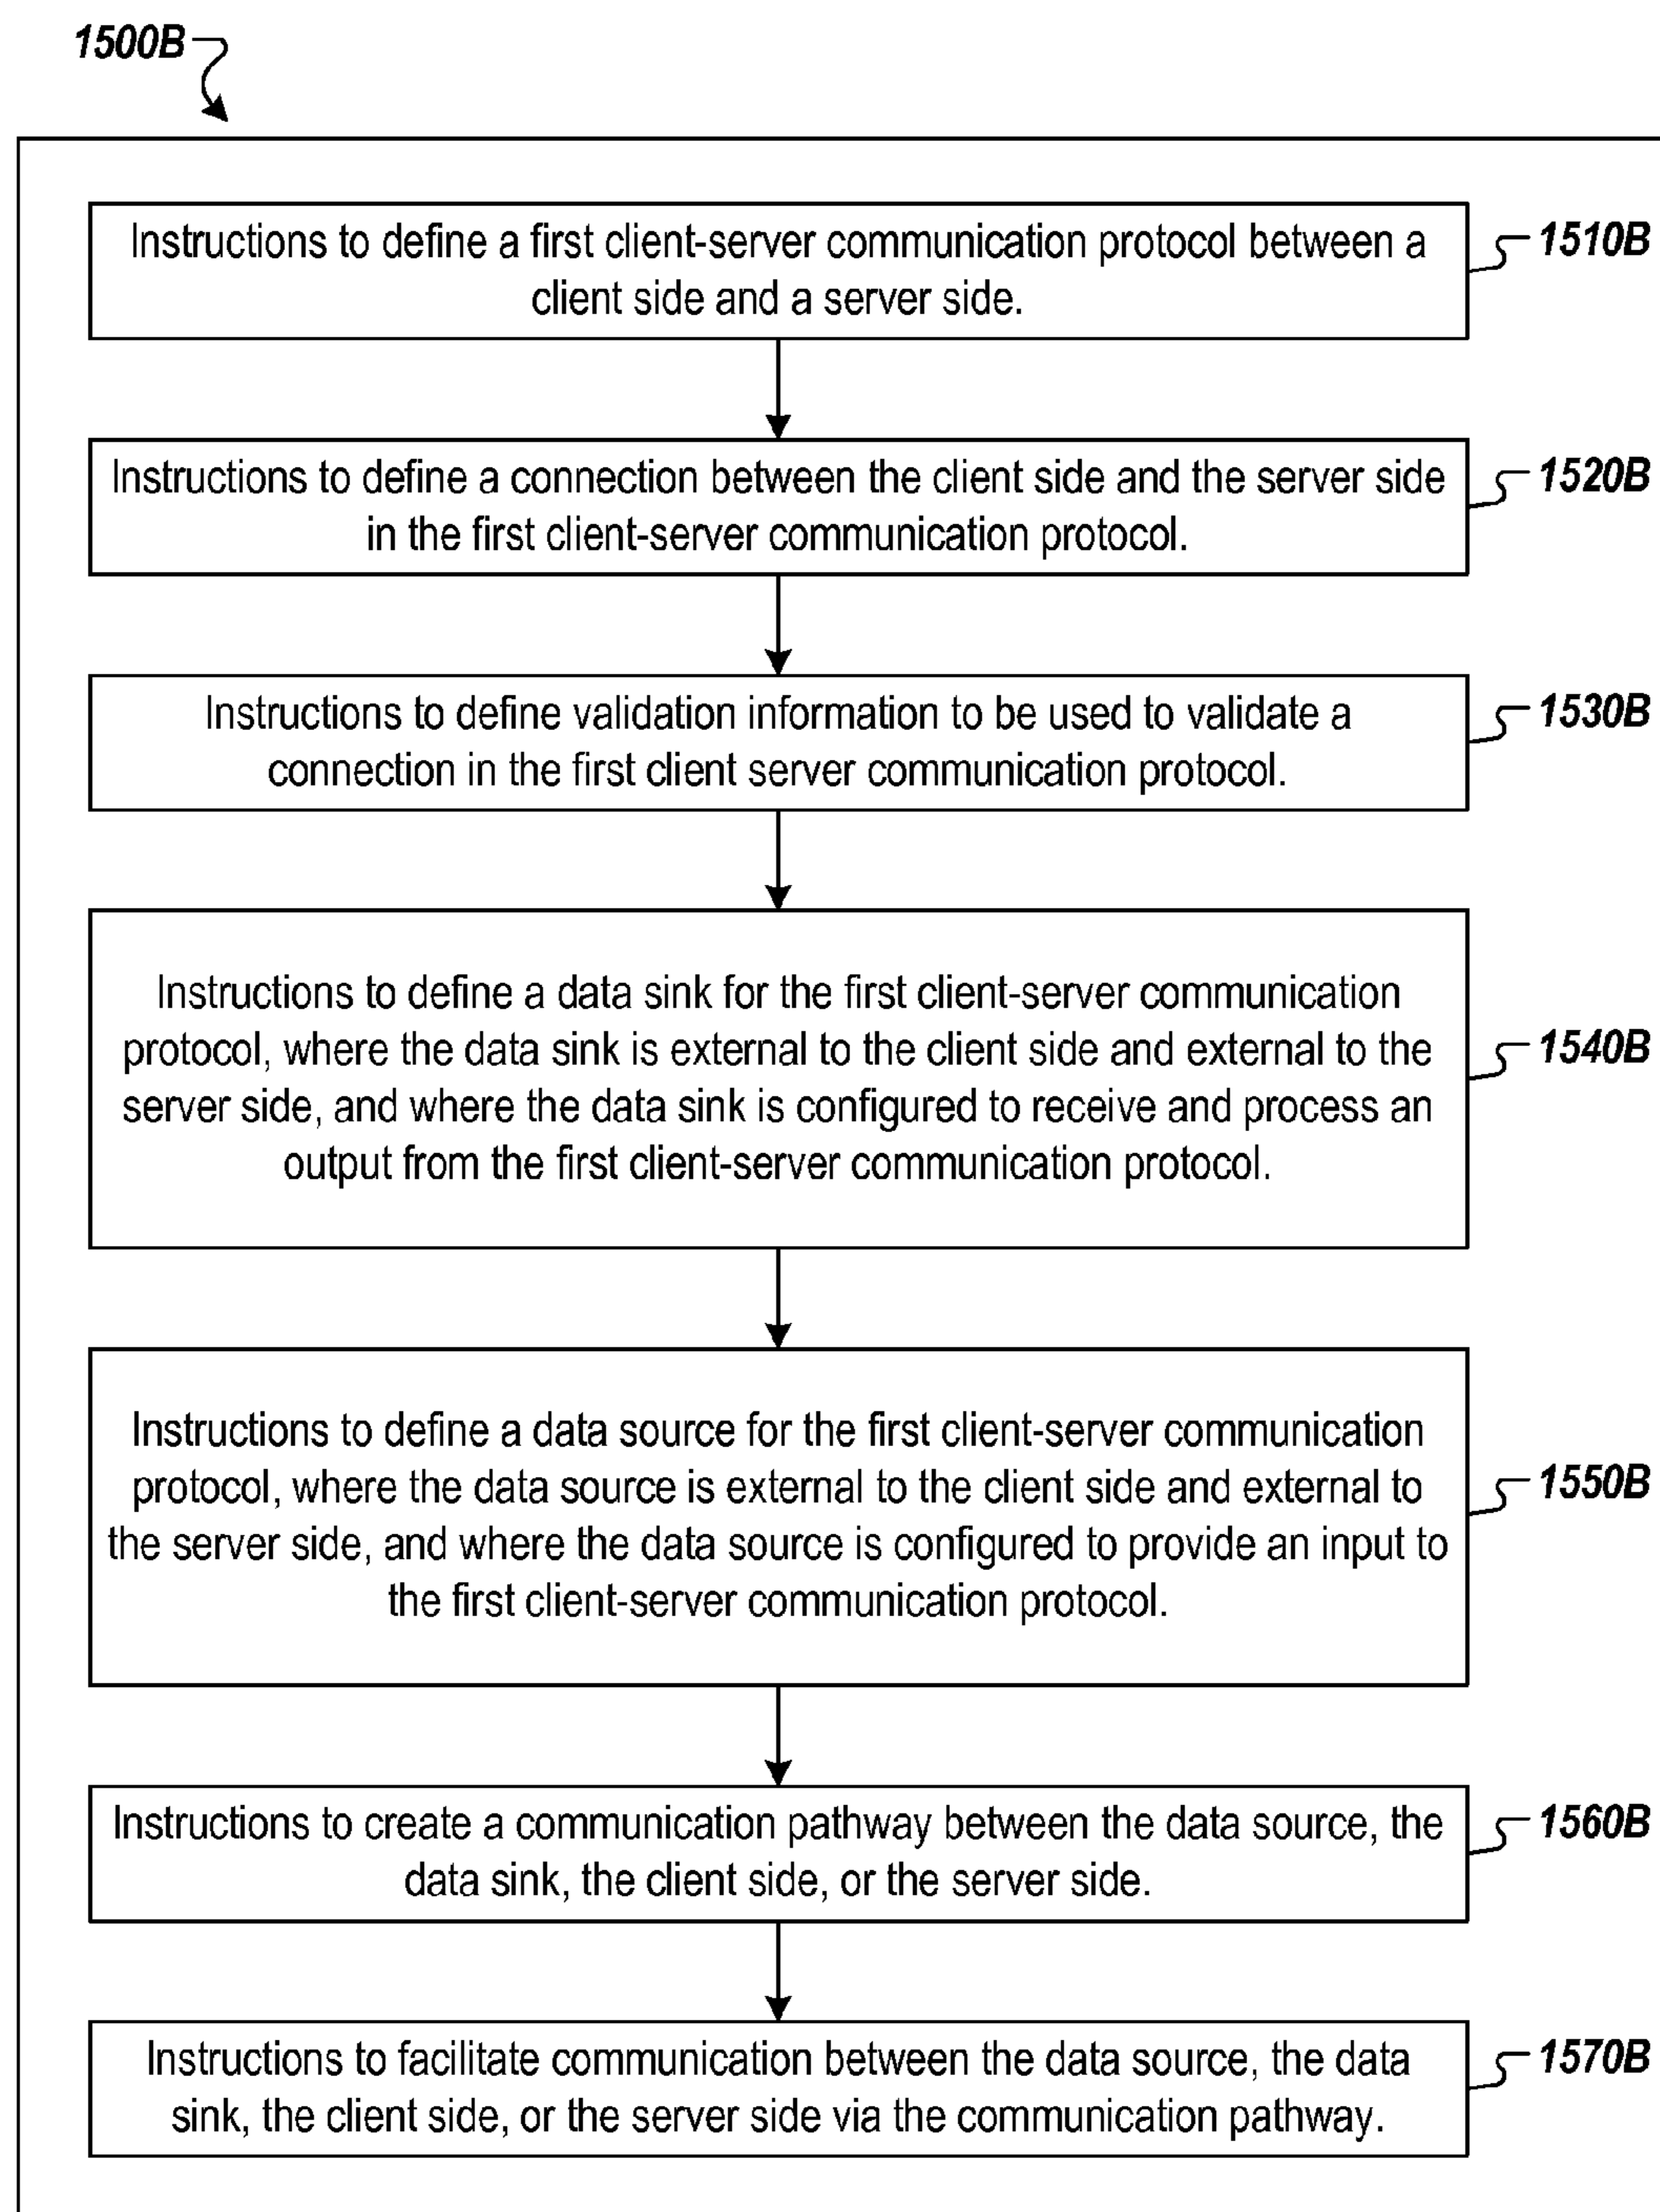 1500B
Instructions to define a first client-server communication protocol between a
client side and a server side.
1510B
Instructions to define a connection between the client side and the server side
in the first client-server communication protocol.
1520B
Instructions to define validation information to be used to validate a
connection in the first client server communication protocol.
1530B
Instructions to define a data sink for the first client-server communication
protocol, where the data sink is external to the client side and external to the
server side, and where the data sink is configured to receive and process an
output from the first client-server communication protocol.
1540B
Instructions to define a data source for the first client-server communication
protocol, where the data source is external to the client side and external to
the server side, and where the data source is configured to provide an input to
the first client-server communication protocol.
1550B
Instructions to create a communication pathway between the data source, the
data sink, the client side, or the server side.
1560B
Instructions to facilitate communication between the data source, the data
sink, the client side, or the server side via the communication pathway.
1570B